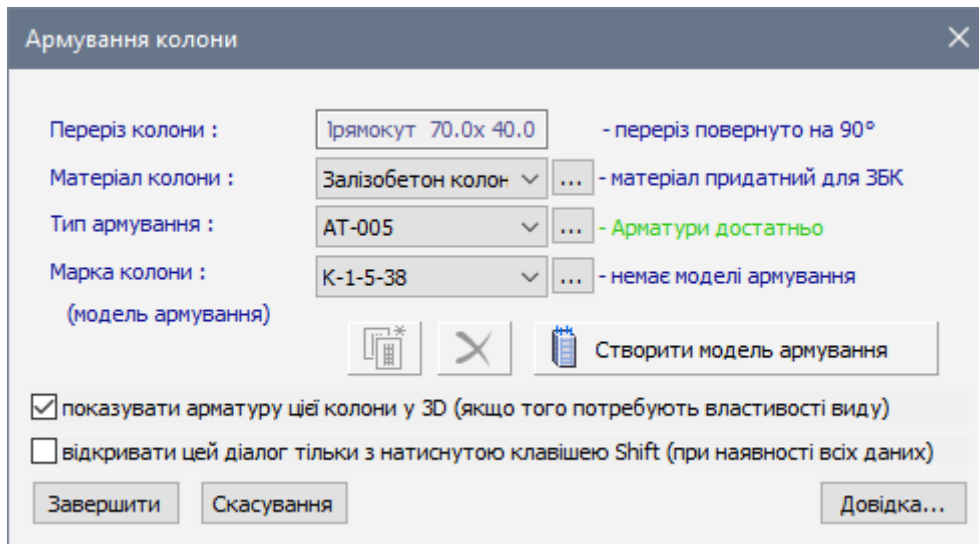 Армування колони
Переріз колони : Ірямокут 70.0x 40.0 - переріз повернуто на 90°
Матеріал колони : Залізобетон колон ... - матеріал придатний для ЗБК
Тип армування : АТ-005 ... - Арматури достатньо
Марка колони : К-1-5-38 ... - немає моделі армування
(модель армування)
Створити модель армування
показувати арматуру цієї колони у 3D (якщо того потребують властивості виду)
відкривати цей діалог тільки з натиснутою клавішею Shift (при наявності всіх даних)
Завершити Скасування Довідка...